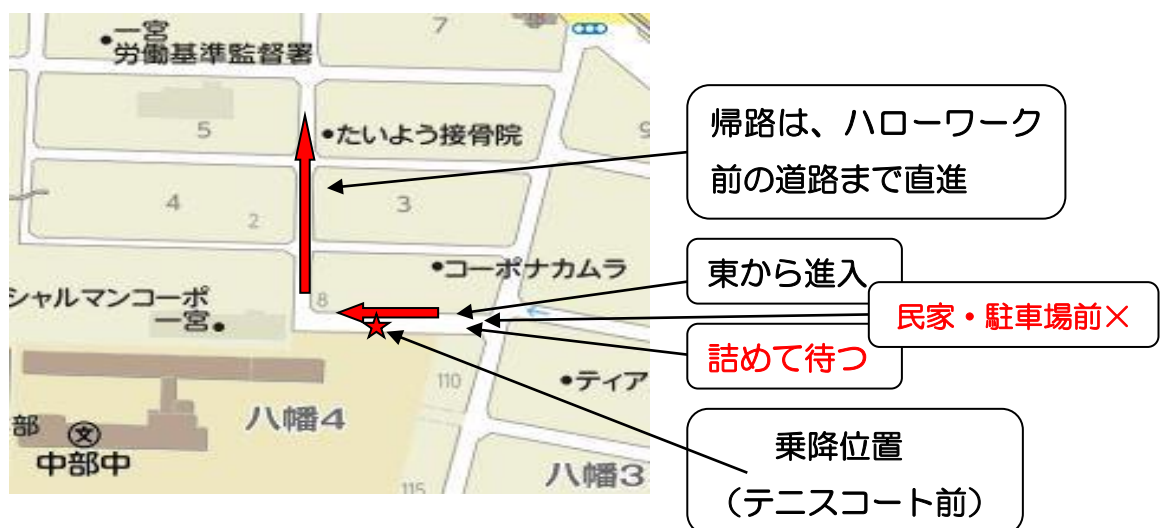 一宮
労働基準監督署
7
5
たいよう接骨院
9
4
2
3
コーポナカムラ
シャルマンコーポ
一宮
8
110
ティア
八幡4
部
文
中部中
115
八幡3
帰路は、ハローワーク
前の道路まで直進
東から進入
民家・駐車場前×
詰めて待つ
乗降位置
（テニスコート前）